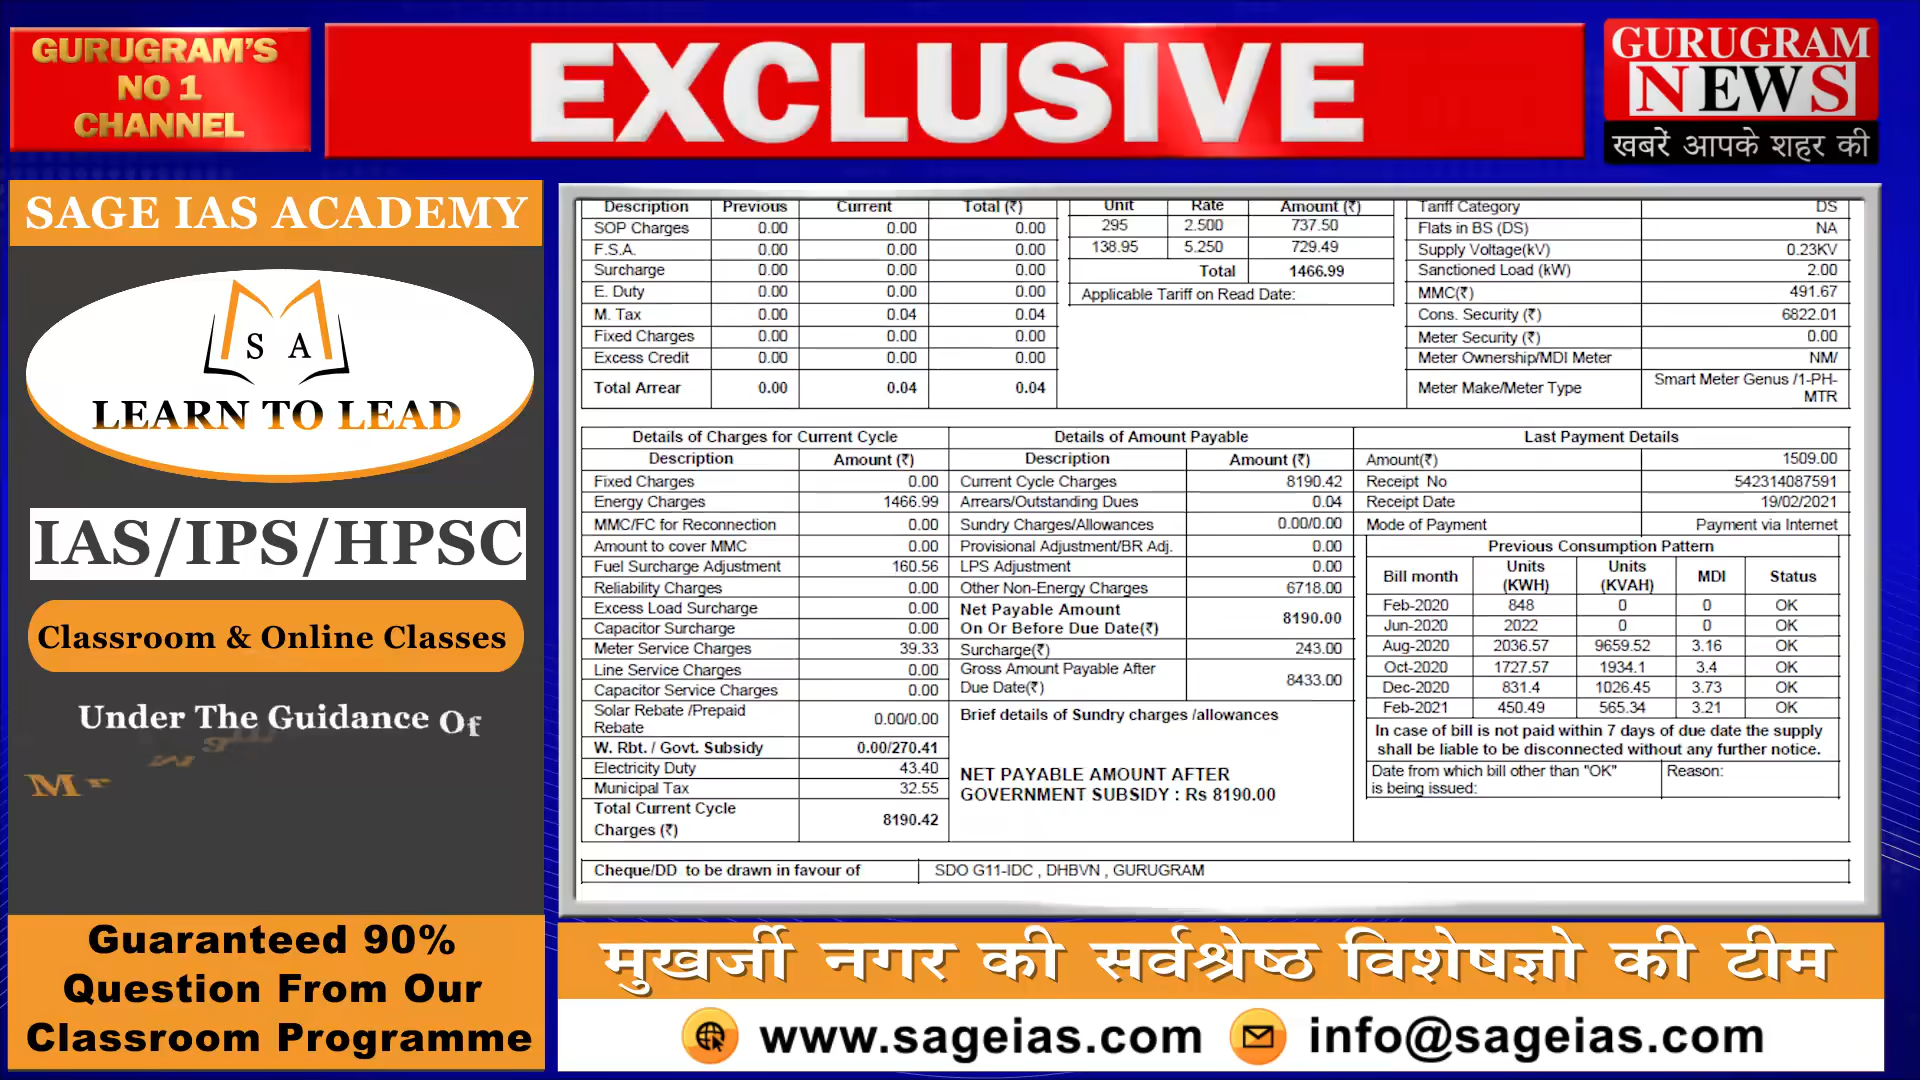 GURUGRAM'S
NO 1
CHANNEL
EXCLUSIVE
GURUGRAM
NEWS
खबरें आपके शहर की
SAGE IAS ACADEMY
S A
LEARN TO LEAD
IAS/IPS/HPSC
Classroom & Online Classes
Under The Guidance Of
Mr
Guaranteed 90%
Question From Our
Classroom Programme
Description Previous Current Total (₹)
SOP Charges 0.00 0.00 0.00
F.S.A. 0.00 0.00 0.00
Surcharge 0.00 0.00 0.00
E. Duty 0.00 0.00 0.00
M. Tax 0.00 0.04 0.04
Fixed Charges 0.00 0.00 0.00
Excess Credit 0.00 0.00 0.00
Total Arrear 0.00 0.04 0.04
Unit Rate Amount (₹)
295 2.500 737.50
138.95 5.250 729.49
Total 1466.99
Applicable Tariff on Read Date:
Tariff Category DS
Flats in BS (DS) NA
Supply Voltage(kV) 0.23KV
Sanctioned Load (kW) 2.00
MMC(₹) 491.67
Cons. Security (₹) 6822.01
Meter Security (₹) 0.00
Meter Ownership/MDI Meter NM/
Meter Make/Meter Type Smart Meter Genus /1-PH-
MTR
Details of Charges for Current Cycle
Description Amount (₹)
Fixed Charges 0.00
Energy Charges 1466.99
MMC/FC for Reconnection 0.00
Amount to cover MMC 0.00
Fuel Surcharge Adjustment 160.56
Reliability Charges 0.00
Excess Load Surcharge 0.00
Capacitor Surcharge 0.00
Meter Service Charges 39.33
Line Service Charges 0.00
Capacitor Service Charges 0.00
Solar Rebate /Prepaid
Rebate 0.00/0.00
W. Rbt. / Govt. Subsidy 0.00/270.41
Electricity Duty 43.40
Municipal Tax 32.55
Total Current Cycle
Charges (₹) 8190.42
Details of Amount Payable
Description Amount (₹)
Current Cycle Charges 8190.42
Arrears/Outstanding Dues 0.04
Sundry Charges/Allowances 0.00/0.00
Provisional Adjustment/BR Adj. 0.00
LPS Adjustment 0.00
Other Non-Energy Charges 6718.00
Net Payable Amount
On Or Before Due Date(₹) 8190.00
Surcharge(₹) 243.00
Gross Amount Payable After
Due Date(₹) 8433.00
Brief details of Sundry charges /allowances
NET PAYABLE AMOUNT AFTER
GOVERNMENT SUBSIDY : Rs 8190.00
Last Payment Details
Amount(₹) 1509.00
Receipt No 542314087591
Receipt Date 19/02/2021
Mode of Payment Payment via Internet
Previous Consumption Pattern
Bill month Units (KWH) Units (KVAH) MDI Status
Feb-2020 848 0 0 OK
Jun-2020 2022 0 0 OK
Aug-2020 2036.57 9659.52 3.16 OK
Oct-2020 1727.57 1934.1 3.4 OK
Dec-2020 831.4 1026.45 3.73 OK
Feb-2021 450.49 565.34 3.21 OK
In case of bill is not paid within 7 days of due date the supply
shall be liable to be disconnected without any further notice.
Date from which bill other than "OK"
is being issued:
Reason:
Cheque/DD to be drawn in favour of SDO G11-IDC , DHBVN , GURUGRAM
मुखर्जी नगर की सर्वश्रेष्ठ विशेषज्ञो की टीम
www.sageias.com info@sageias.com